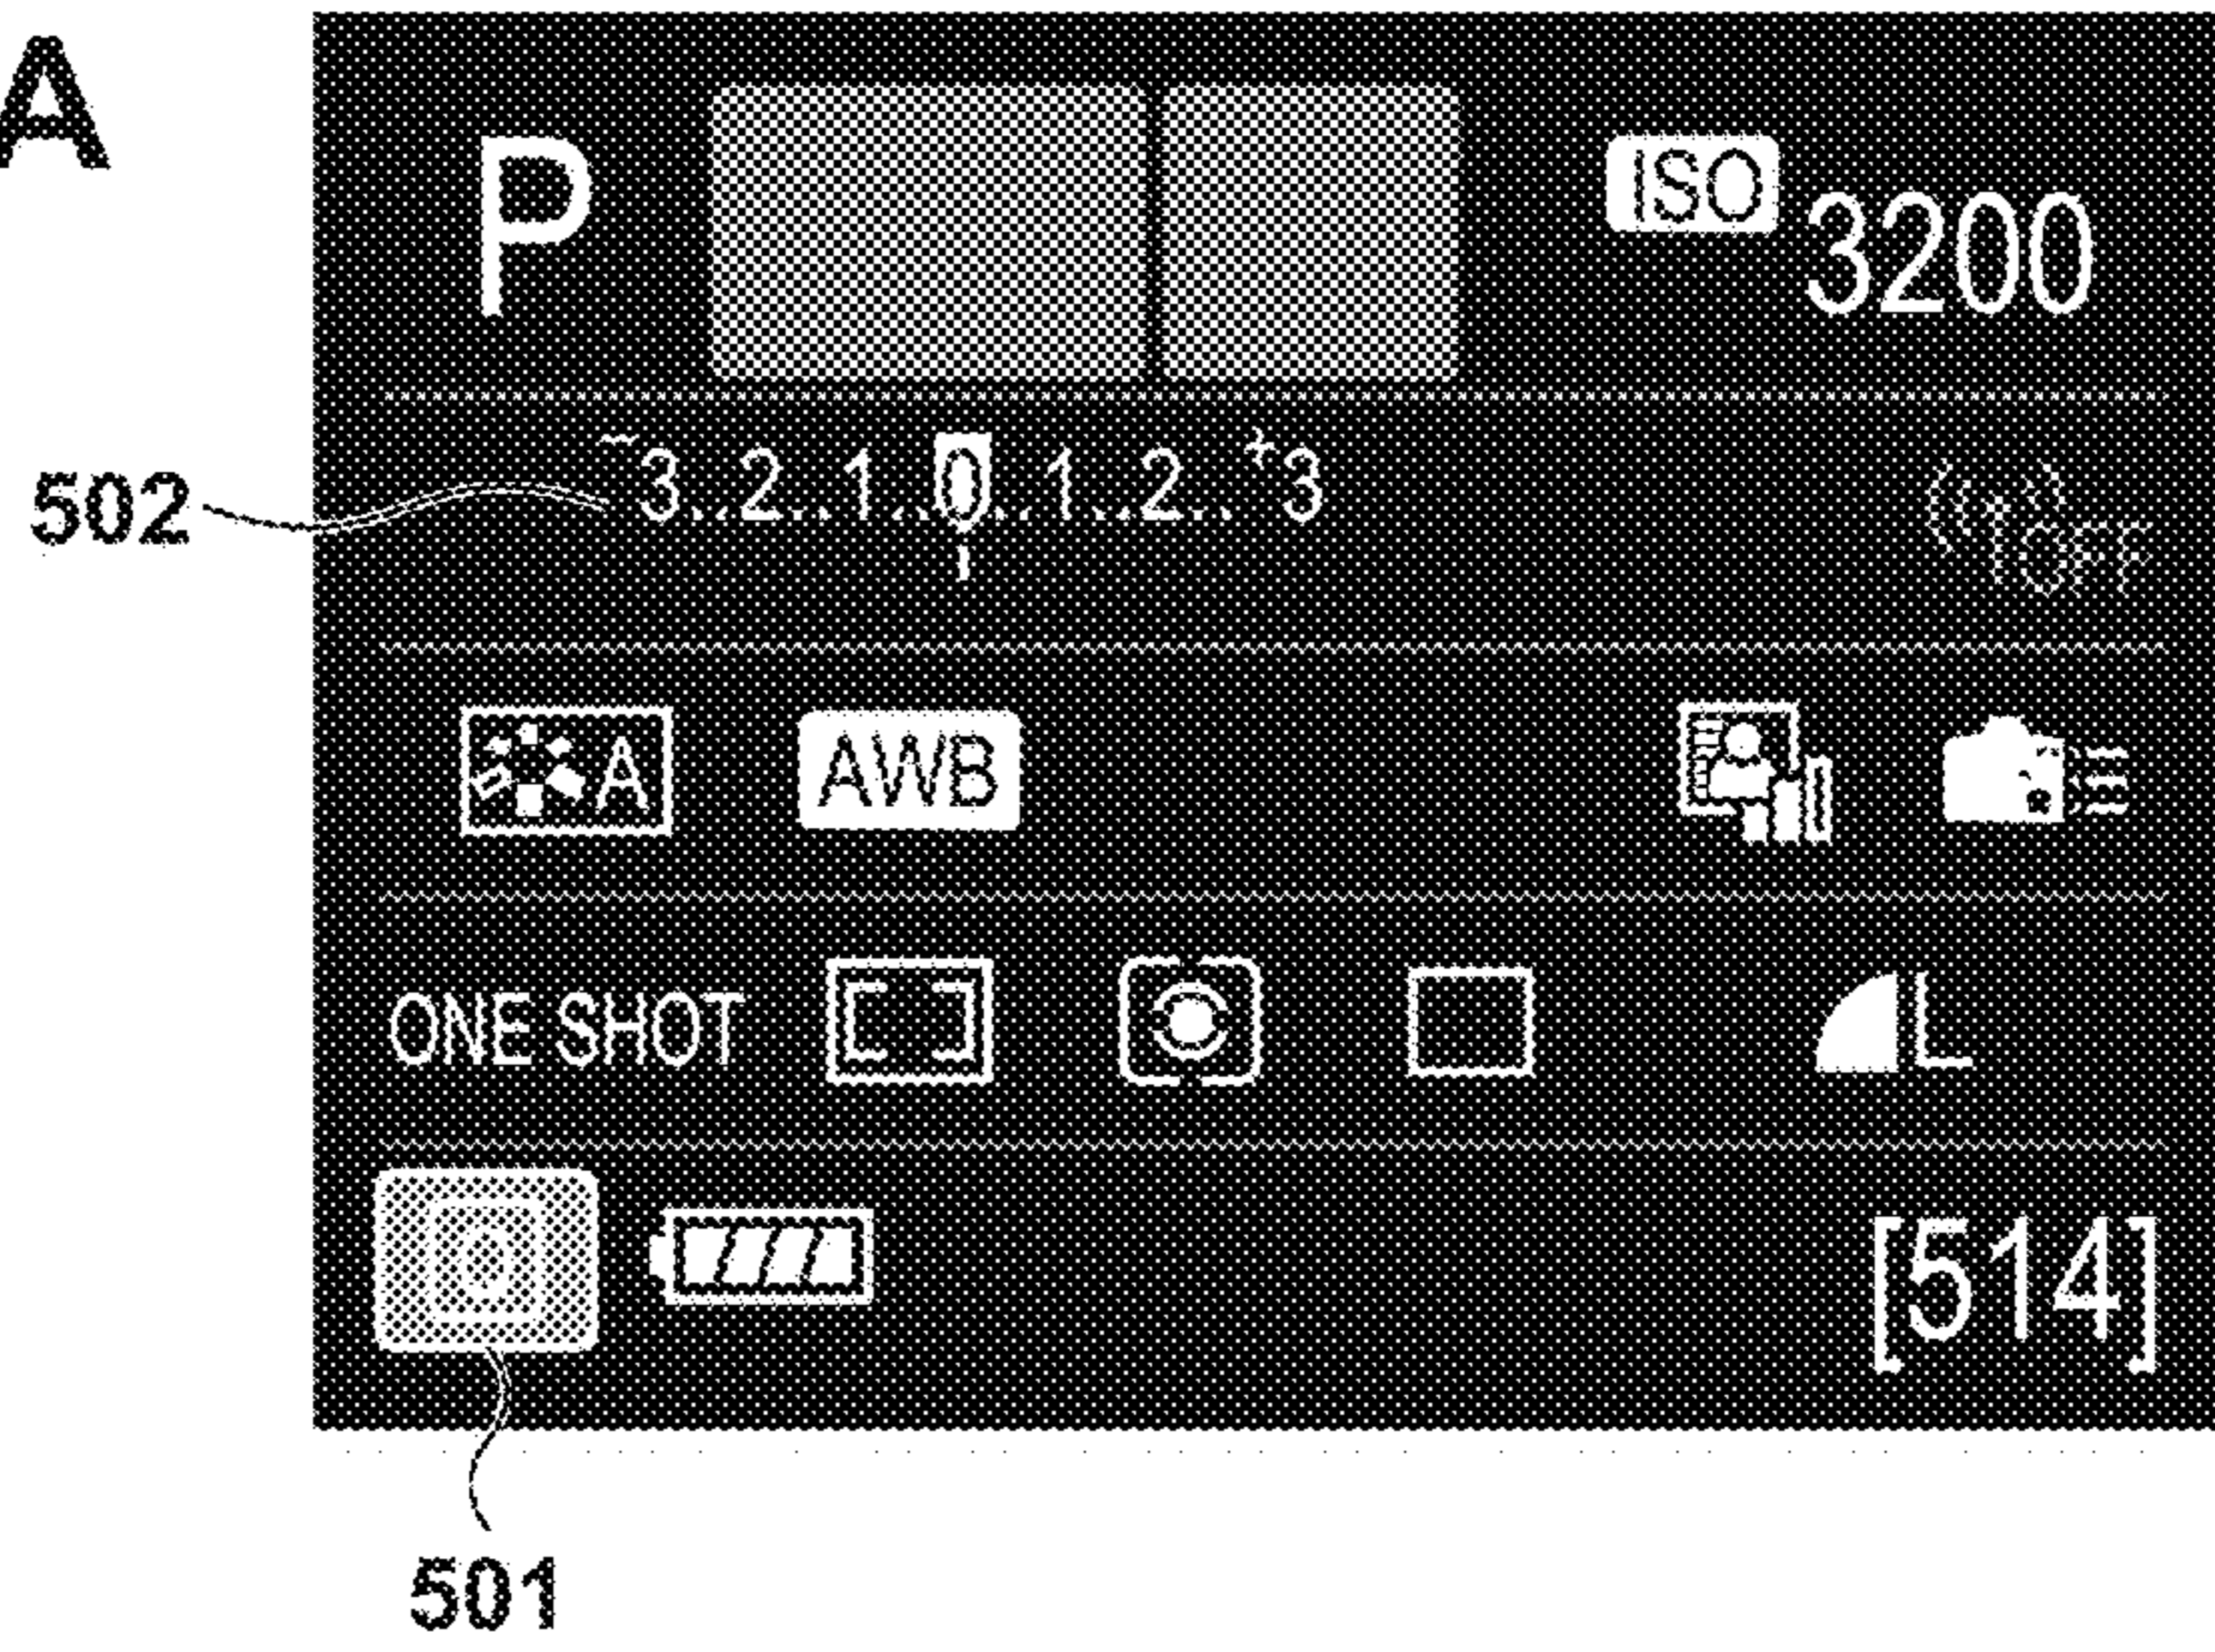 A
P ISO 3200
502 -3..2..1..0..1..2..+3
OFF
A AWB
ONE SHOT L
Q [514]
501